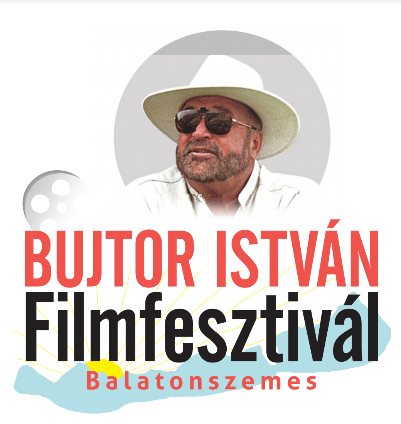 BUJTOR ISTVÁN
Filmfesztivál
Balatonszemes